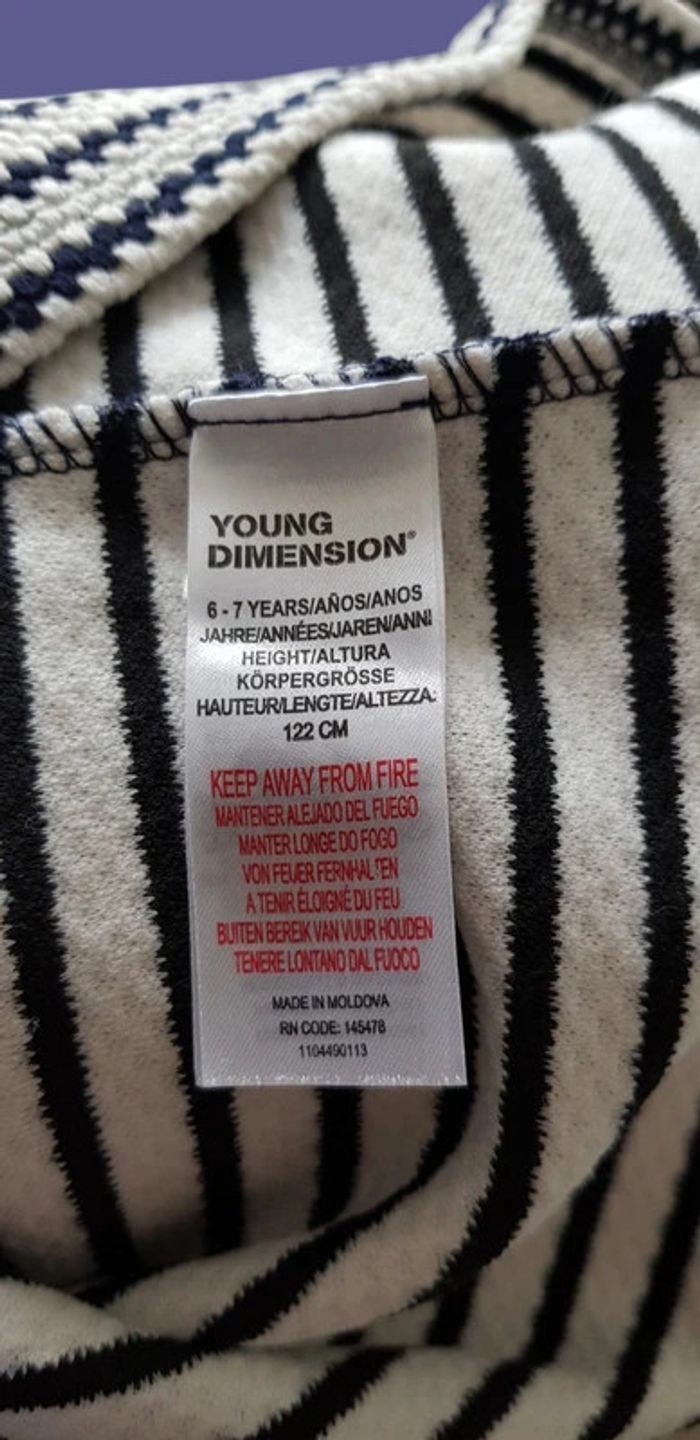 YOUNG
DIMENSION®
6 - 7 YEARS/AÑOS/ANOS
JAHRE/ANNÉES/JAREN/ANNI
HEIGHT/ALTURA
KÖRPERGRÖSSE
HAUTEUR/LENGTE/ALTEZZA:
122 CM
KEEP AWAY FROM FIRE
MANTENER ALEJADO DEL FUEGO
MANTER LONGE DO FOGO
VON FEUER FERNHALTEN
A TENIR ÉLOIGNÉ DU FEU
BUITEN BEREIK VAN VUUR HOUDEN
TENERE LONTANO DAL FUOCO
MADE IN MOLDOVA
RN CODE: 145478
1104490113